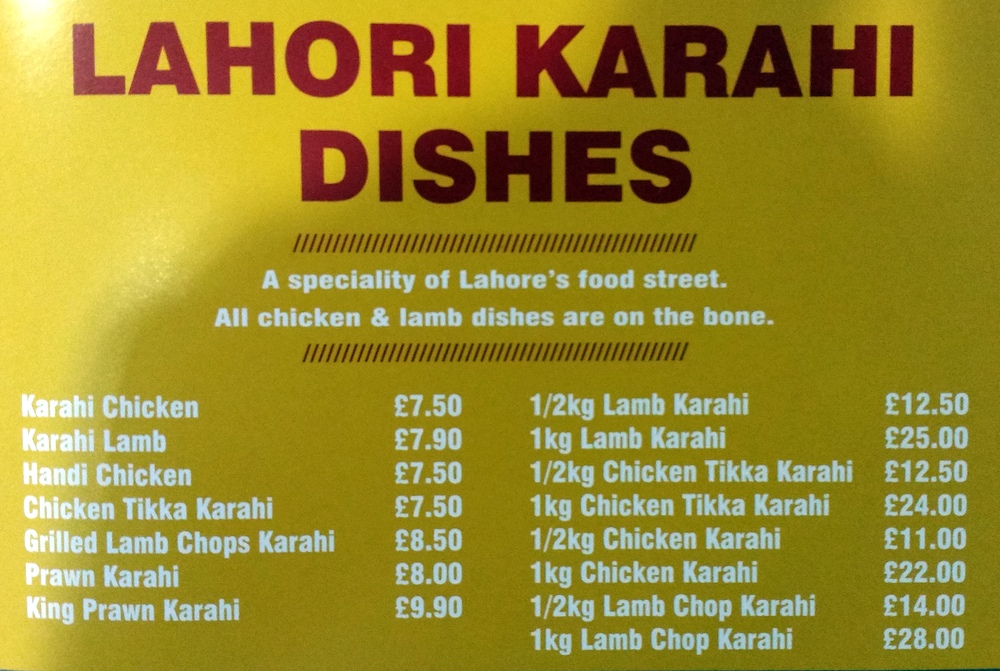 LAHORI KARAHI
DISHES
A speciality of Lahore's food street.
All chicken & lamb dishes are on the bone.
Karahi Chicken £7.50
Karahi Lamb £7.90
Handi Chicken £7.50
Chicken Tikka Karahi £7.50
Grilled Lamb Chops Karahi £8.50
Prawn Karahi £8.00
King Prawn Karahi £9.90
1/2kg Lamb Karahi £12.50
1kg Lamb Karahi £25.00
1/2kg Chicken Tikka Karahi £12.50
1kg Chicken Tikka Karahi £24.00
1/2kg Chicken Karahi £11.00
1kg Chicken Karahi £22.00
1/2kg Lamb Chop Karahi £14.00
1kg Lamb Chop Karahi £28.00